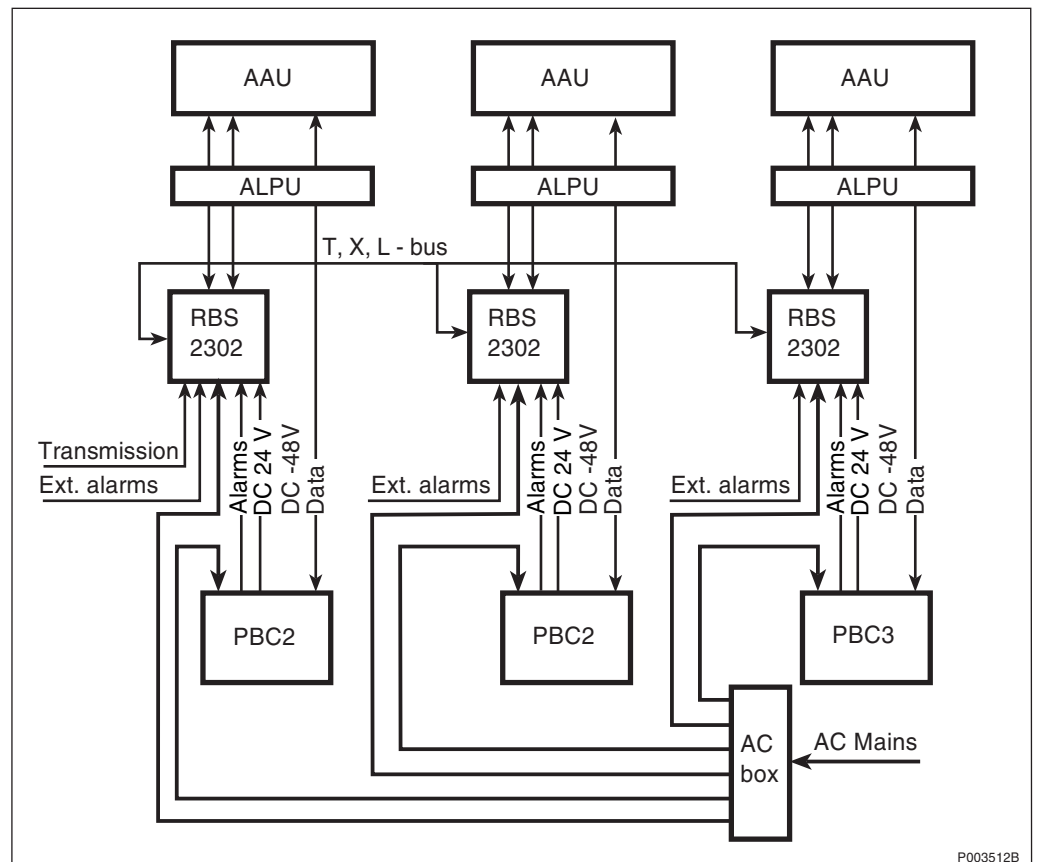 AAU
AAU
AAU
ALPU
ALPU
ALPU
T, X, L - bus
RBS
2302
RBS
2302
RBS
2302
Transmission
Ext. alarms
Alarms
DC 24 V
DC -48V
Data
Ext. alarms
Alarms
DC 24 V
DC -48V
Data
Ext. alarms
Alarms
DC 24 V
DC -48V
Data
PBC2
PBC2
PBC3
AC
box
AC Mains
P003512B